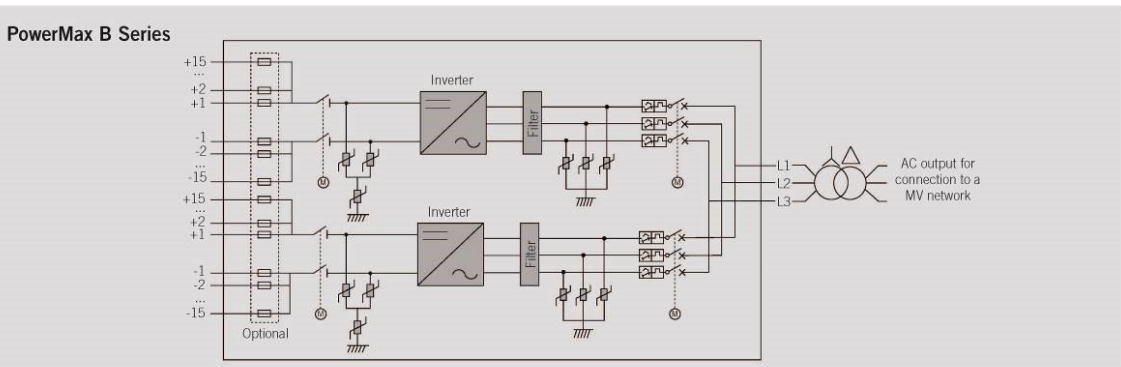 PowerMax B Series
+15
...
+2
+1
-1
-2
...
-15
+15
...
+2
+1
-1
-2
...
-15
Optional
Inverter
Filter
M
M
Inverter
Filter
M
M
L1
L2
L3
AC output for
connection to a
MV network